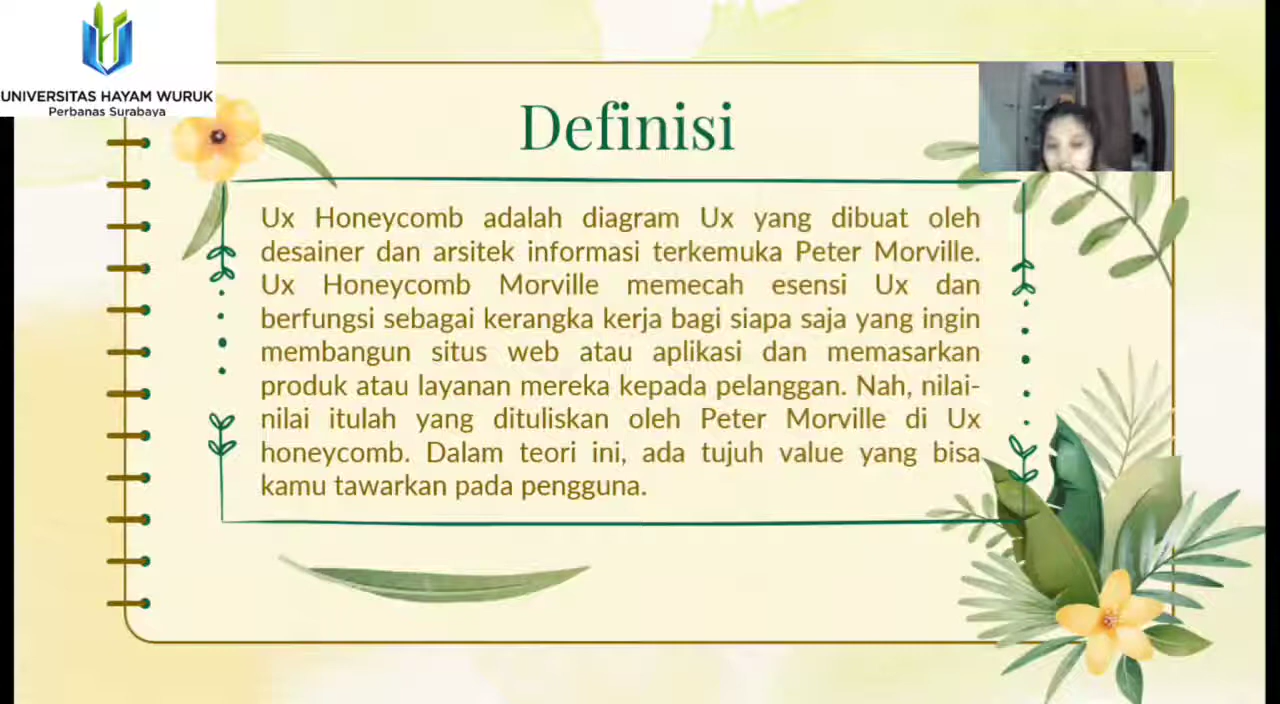 UNIVERSITAS HAYAM WURUK
Perbanas Surabaya
Definisi
Ux Honeycomb adalah diagram Ux yang dibuat oleh
desainer dan arsitek informasi terkemuka Peter Morville.
Ux Honeycomb Morville memecah esensi Ux dan
berfungsi sebagai kerangka kerja bagi siapa saja yang ingin
membangun situs web atau aplikasi dan memasarkan
produk atau layanan mereka kepada pelanggan. Nah, nilai-
nilai itulah yang dituliskan oleh Peter Morville di Ux
honeycomb. Dalam teori ini, ada tujuh value yang bisa
kamu tawarkan pada pengguna.